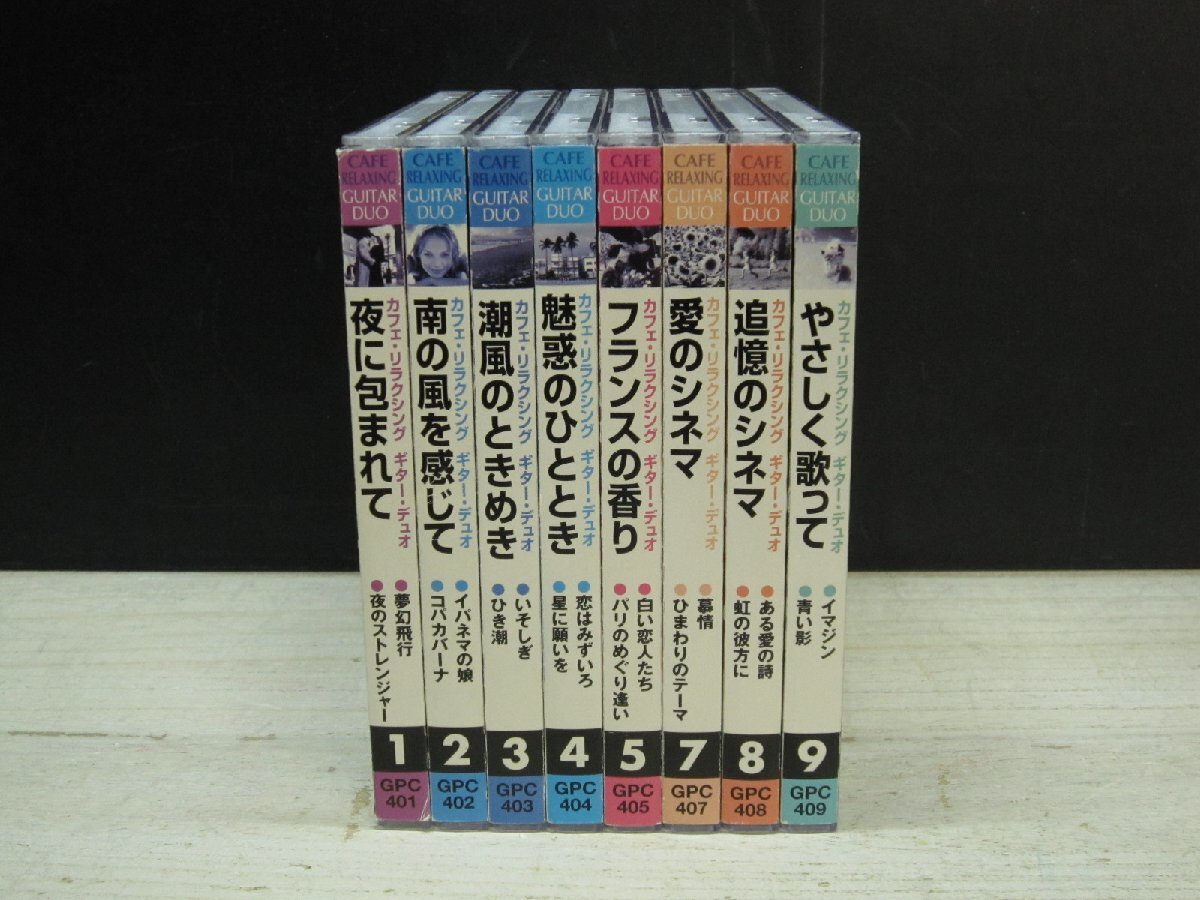 CAFE
RELAXING
GUITAR
DUO
カフェ・リラクシング ギター・デュオ
夜に包まれて
●夢幻飛行
●夜のストレンジャー
1
GPC
401
CAFE
RELAXING
GUITAR
DUO
カフェ・リラクシング ギター・デュオ
南の風を感じて
●イパネマの娘
●コパカバーナ
2
GPC
402
CAFE
RELAXING
GUITAR
DUO
カフェ・リラクシング ギター・デュオ
潮風のときめき
●いそしぎ
●ひき潮
3
GPC
403
CAFE
RELAXING
GUITAR
DUO
カフェ・リラクシング ギター・デュオ
魅惑のひととき
●恋はみずいろ
●星に願いを
4
GPC
404
CAFE
RELAXING
GUITAR
DUO
カフェ・リラクシング ギター・デュオ
フランスの香り
●白い恋人たち
●パリのめぐり逢い
5
GPC
405
CAFE
RELAXING
GUITAR
DUO
カフェ・リラクシング ギター・デュオ
愛のシネマ
●慕情
●ひまわりのテーマ
7
GPC
407
CAFE
RELAXING
GUITAR
DUO
カフェ・リラクシング ギター・デュオ
追憶のシネマ
●ある愛の詩
●虹の彼方に
8
GPC
408
CAFE
RELAXING
GUITAR
DUO
カフェ・リラクシング ギター・デュオ
やさしく歌って
●イマジン
●青い影
9
GPC
409